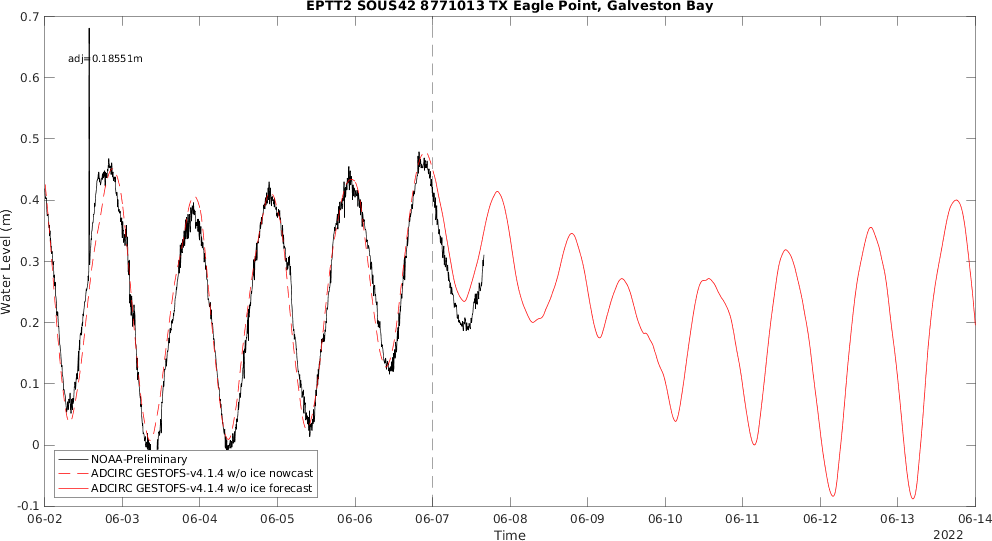 EPTT2 SOUS42 8771013 TX Eagle Point, Galveston Bay
0.7
0.6
0.5
0.4
0.3
0.2
0.1
0
-0.1
Water Level (m)
adj=0.18551m
NOAA-Preliminary
ADCIRC GESTOFS-v4.1.4 w/o ice nowcast
ADCIRC GESTOFS-v4.1.4 w/o ice forecast
06-02 06-03 06-04 06-05 06-06 06-07 06-08 06-09 06-10 06-11 06-12 06-13 06-14
Time
2022